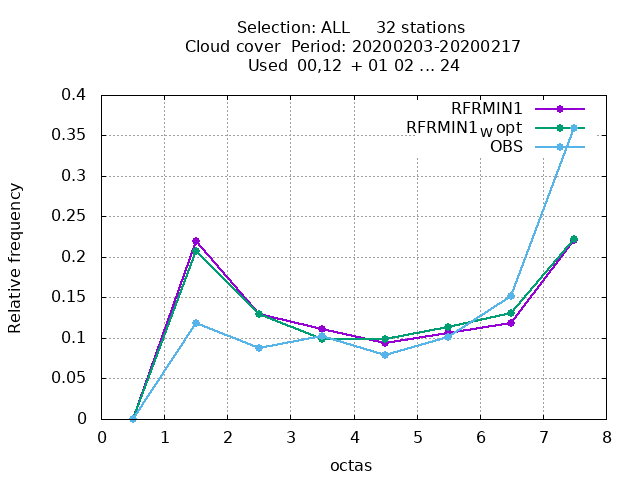 Selection: ALL 32 stations
Cloud cover Period: 20200203-20200217
Used 00,12 + 01 02 ... 24
RFRMIN1
RFRMIN1w opt
OBS
Relative frequency
0.4
0.35
0.3
0.25
0.2
0.15
0.1
0.05
0
0 1 2 3 4 5 6 7 8
octas